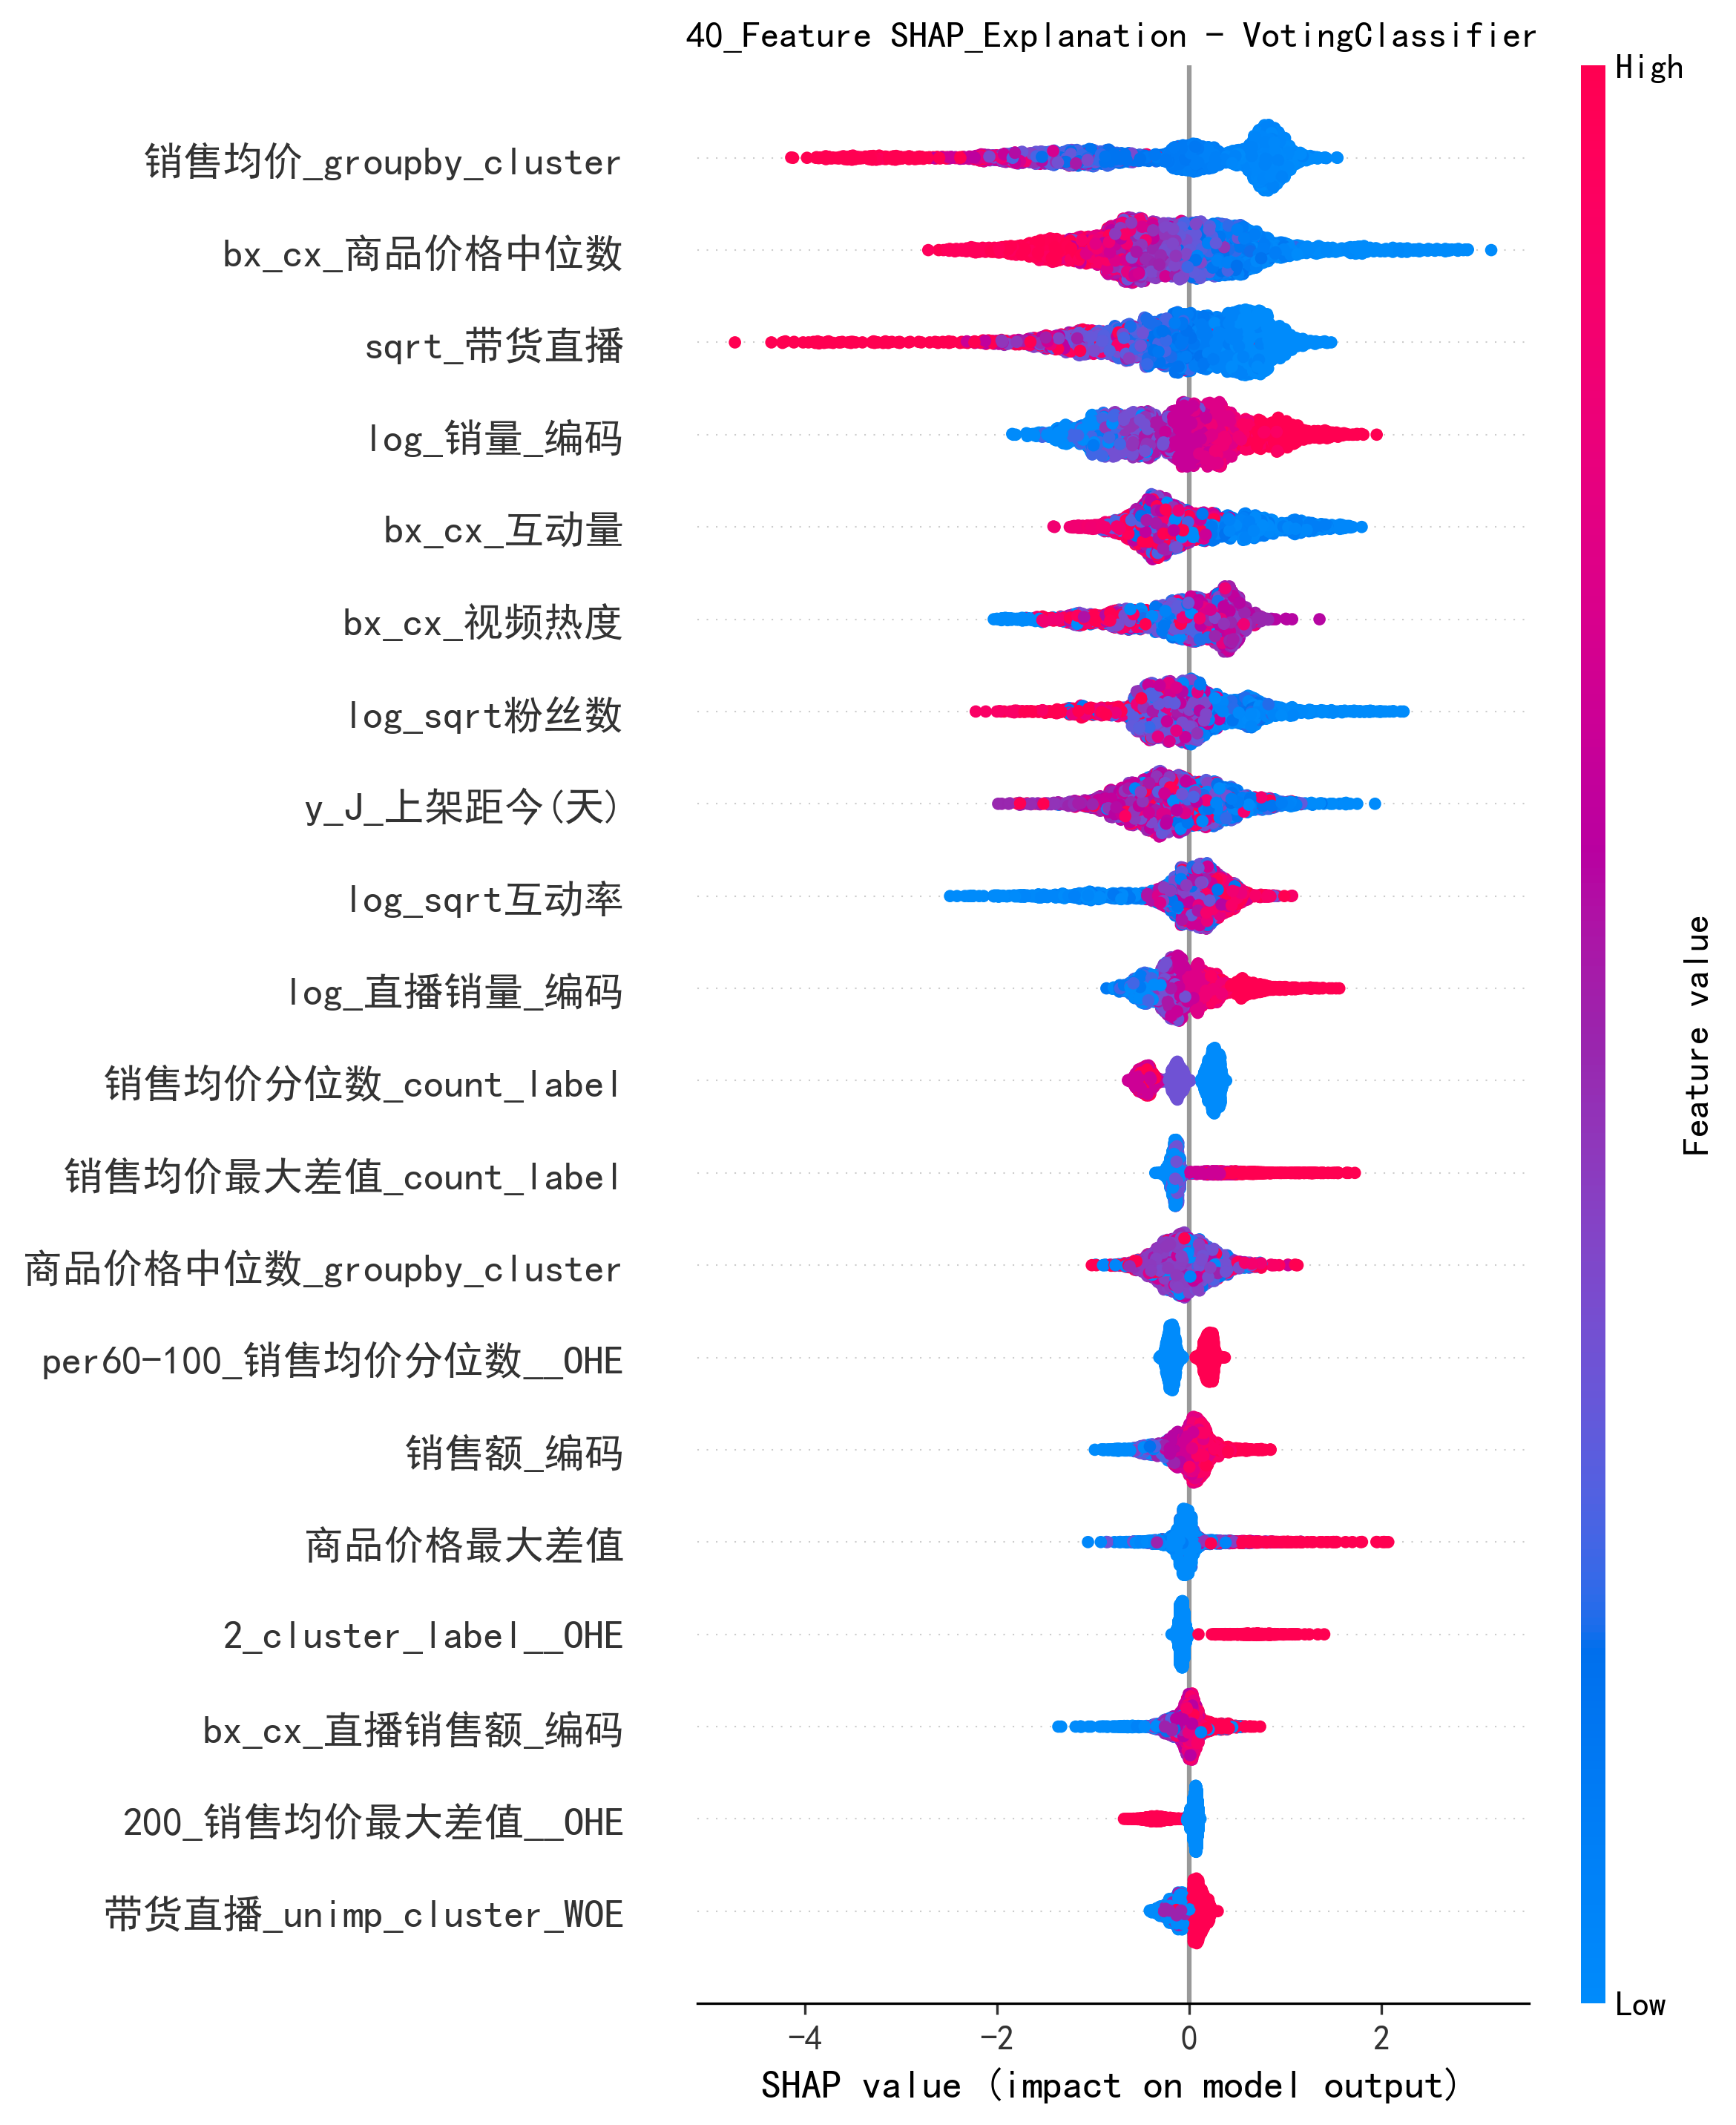 40_Feature SHAP_Explanation - VotingClassifier
High
销售均价_groupby_cluster
bx_cx_商品价格中位数
sqrt_带货直播
log_销量_编码
bx_cx_互动量
bx_cx_视频热度
log_sqrt粉丝数
y_J_上架距今(天)
log_sqrt互动率
log_直播销量_编码
销售均价分位数_count_label
销售均价最大差值_count_label
商品价格中位数_groupby_cluster
per60-100_销售均价分位数__OHE
销售额_编码
商品价格最大差值
2_cluster_label__OHE
bx_cx_直播销售额_编码
200_销售均价最大差值__OHE
带货直播_unimp_cluster_WOE
Feature value
Low
−4 −2 0 2
SHAP value (impact on model output)